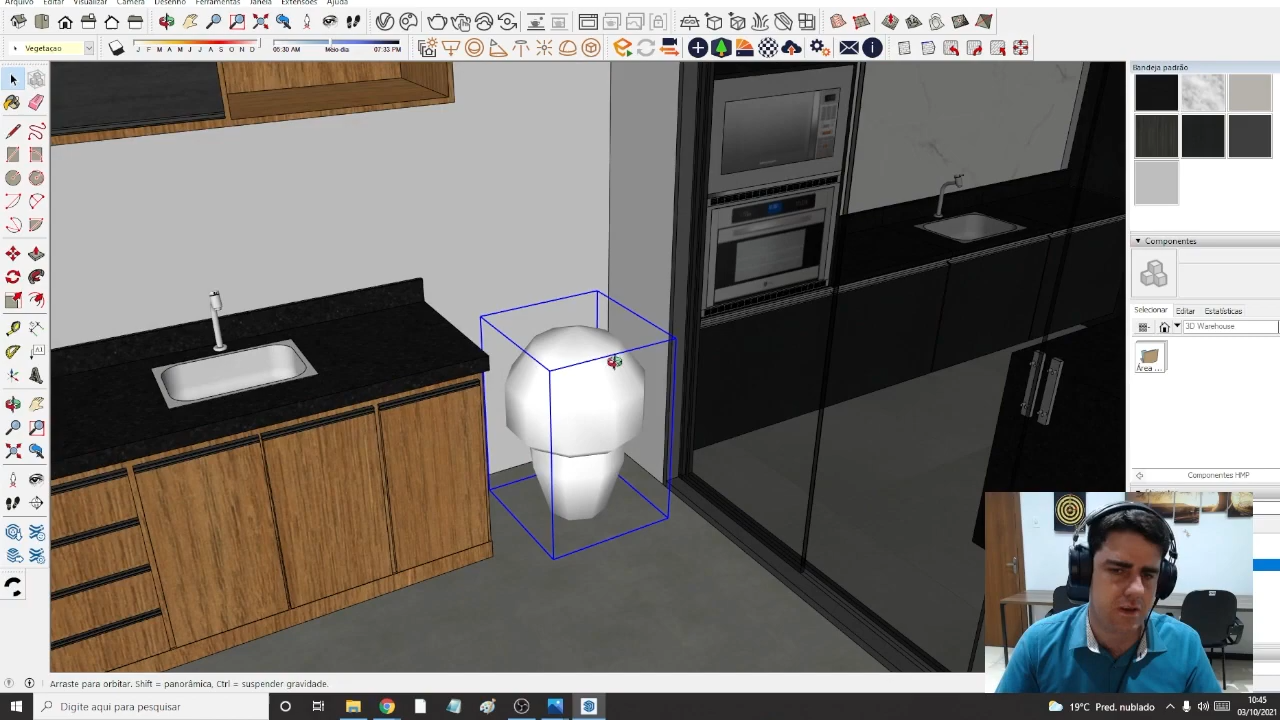 Arquivo Editar Visualizar Câmera Desenho Ferramentas Janela Extensões Ajuda
Vegetacao
J F M A M J J A S O N D
06:30 AM Meio-dia 07:33 PM
Bandeja padrão
Componentes
Selecionar Editar Estatísticas
3D Warehouse
Área ...
Componentes HMP
Arraste para orbitar. Shift = panorâmica, Ctrl = suspender gravidade.
Digite aqui para pesquisar
19°C Pred. nublado
10:45
03/10/2021